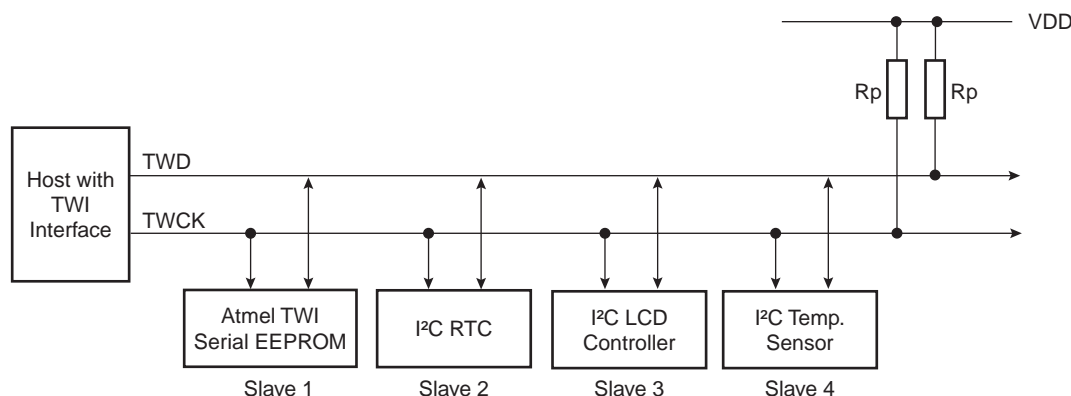 VDD
Rp
Rp
Host with
TWI
Interface
TWD
TWCK
Atmel TWI
Serial EEPROM
I²C RTC
I²C LCD
Controller
I²C Temp.
Sensor
Slave 1
Slave 2
Slave 3
Slave 4